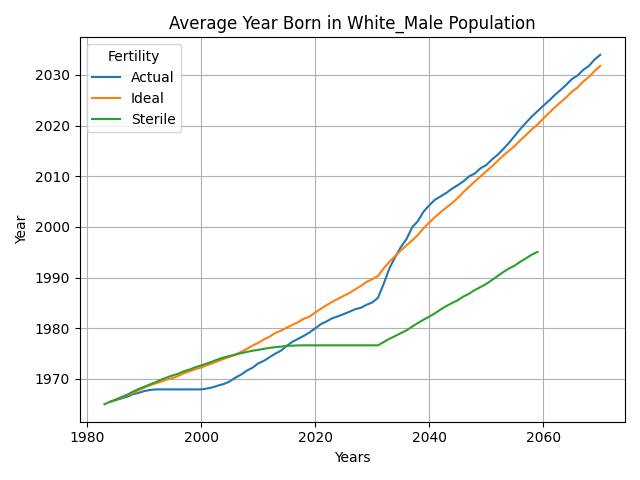 Average Year Born in White_Male Population
Fertility
Actual
Ideal
Sterile
Year
2030
2020
2010
2000
1990
1980
1970
1980
2000
2020
2040
2060
Years